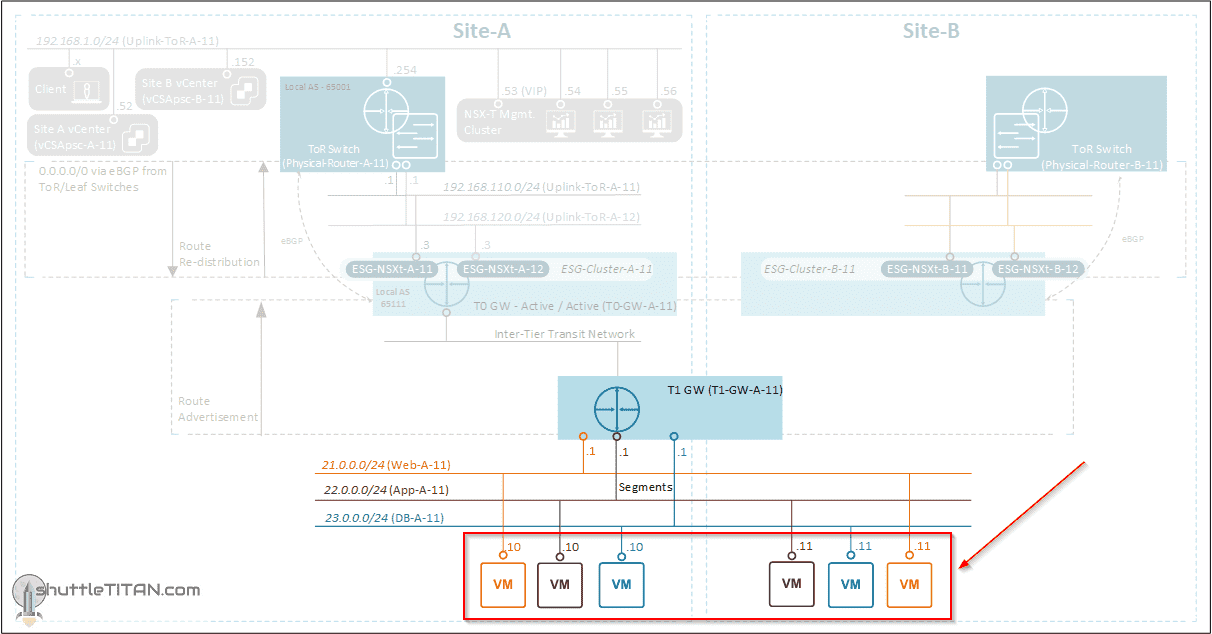 Site-A
Site-B
192.168.1.0/24 (Uplink-ToR-A-11)
.x
.152
.254
Client
Site B vCenter
(vCSApsc-B-11)
.52
Site A vCenter
(vCSApsc-A-11)
Local AS - 65001
ToR Switch
(Physical-Router-A-11)
.53 (VIP)
.54
.55
.56
NSX-T Mgmt.
Cluster
ToR Switch
(Physical-Router-B-11)
0.0.0.0/0 via eBGP from
ToR/Leaf Switches
.1
.1
192.168.110.0/24 (Uplink-ToR-A-11)
192.168.120.0/24 (Uplink-ToR-A-12)
Route
Re-distribution
eBGP
.3
.3
eBGP
ESG-NSXt-A-11
ESG-NSXt-A-12
ESG-Cluster-A-11
ESG-Cluster-B-11
ESG-NSXt-B-11
ESG-NSXt-B-12
Local AS
65111
T0 GW - Active / Active (T0-GW-A-11)
Inter-Tier Transit Network
Route
Advertisement
T1 GW (T1-GW-A-11)
.1
.1
.1
21.0.0.0/24 (Web-A-11)
22.0.0.0/24 (App-A-11)
Segments
23.0.0.0/24 (DB-A-11)
.10
.10
.10
.11
.11
.11
VM
VM
VM
VM
VM
VM
shuttleTITAN.com